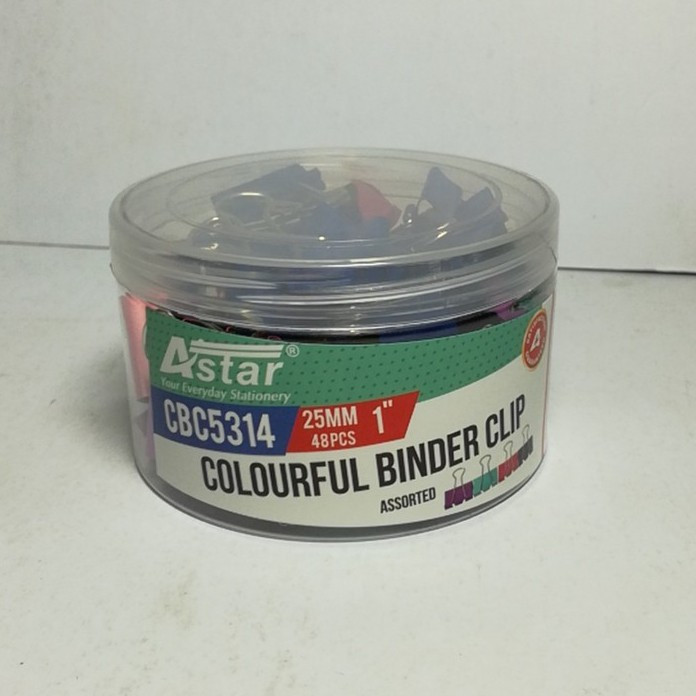 Astar®
Your Everyday Stationery
CBC5314
25MM 1"
48PCS
COLOURFUL BINDER CLIP
ASSORTED